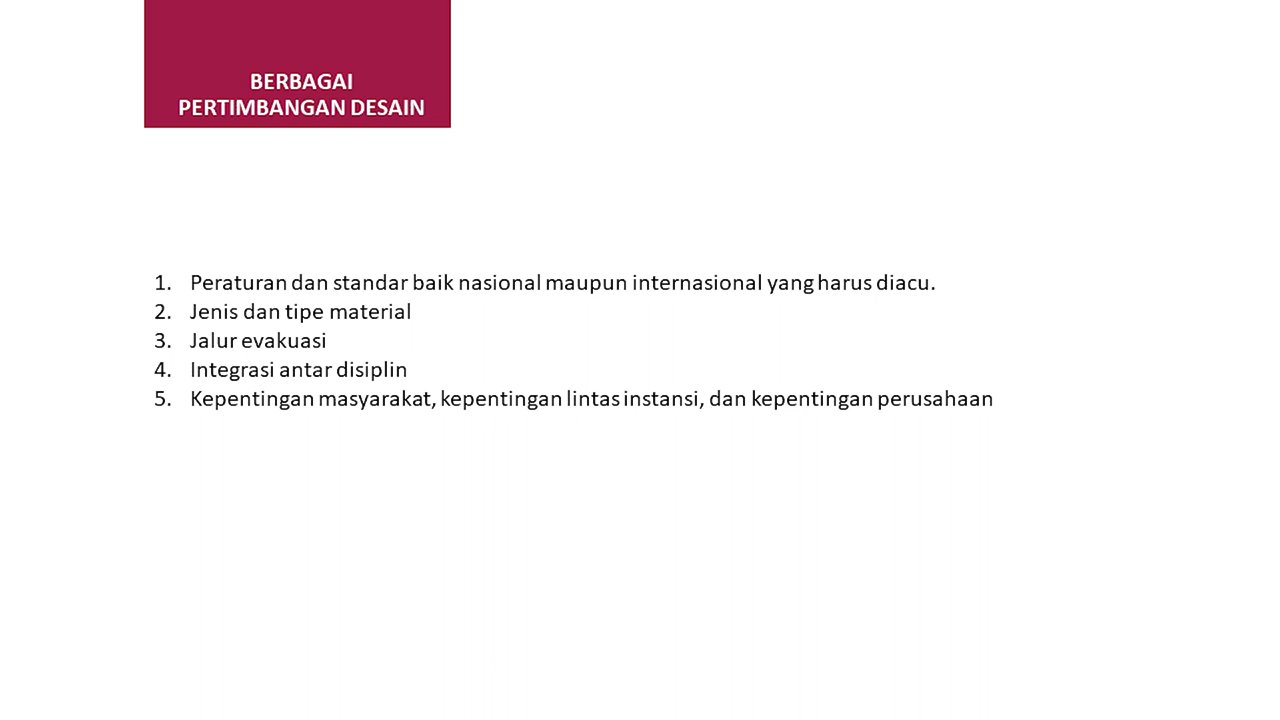 BERBAGAI
PERTIMBANGAN DESAIN
1. Peraturan dan standar baik nasional maupun internasional yang harus diacu.
2. Jenis dan tipe material
3. Jalur evakuasi
4. Integrasi antar disiplin
5. Kepentingan masyarakat, kepentingan lintas instansi, dan kepentingan perusahaan